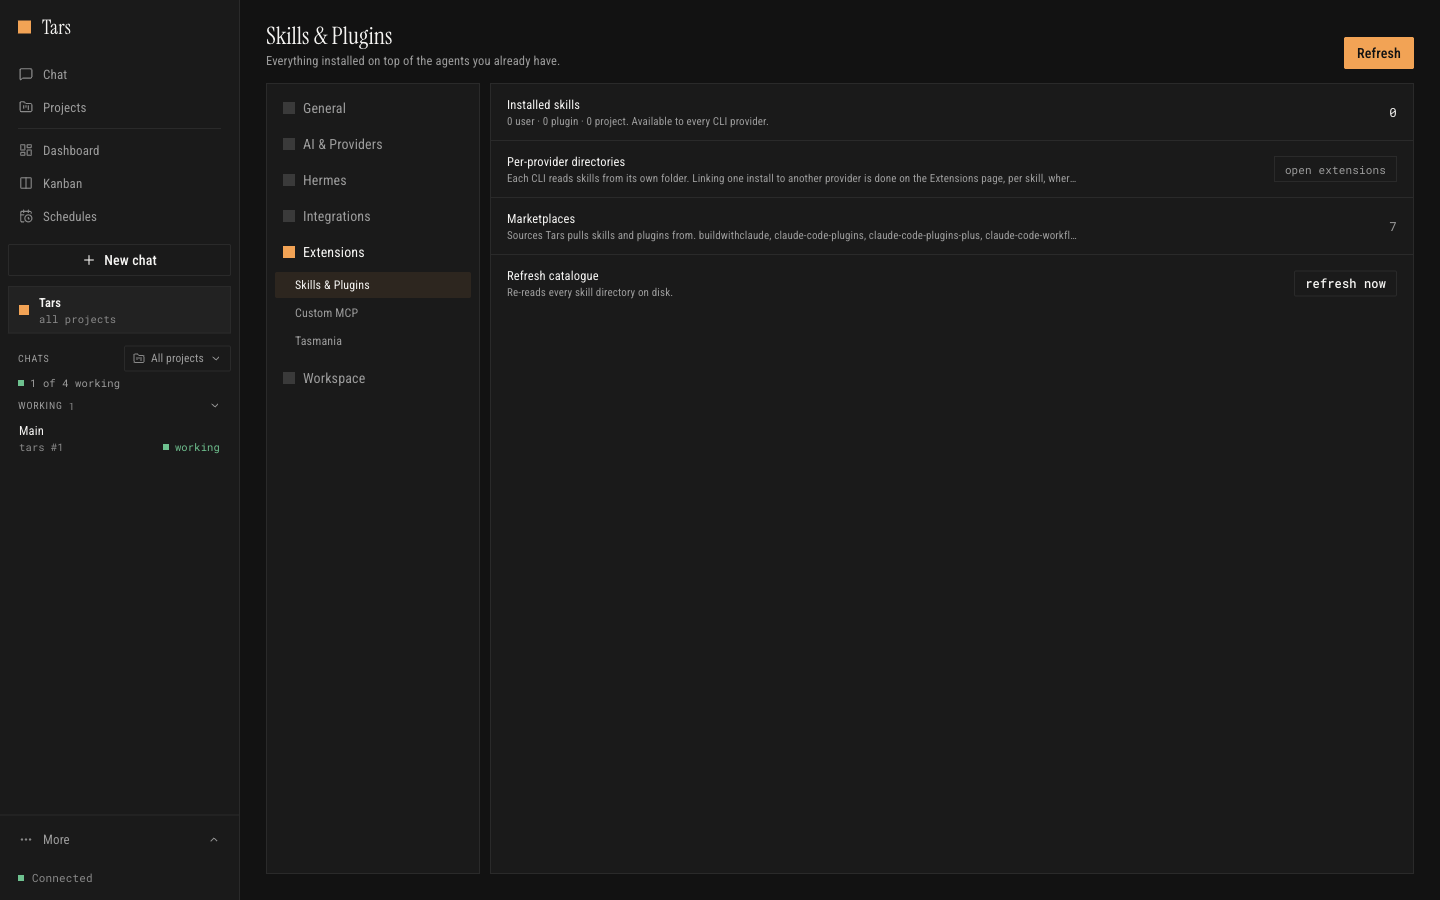 Tars
Chat
Projects
Dashboard
Kanban
Schedules
New chat
Tars
all projects
CHATS
All projects
1 of 4 working
WORKING 1
Main
tars #1
working
More
Connected
Skills & Plugins
Everything installed on top of the agents you already have.
Refresh
General
AI & Providers
Hermes
Integrations
Extensions
Skills & Plugins
Custom MCP
Tasmania
Workspace
Installed skills
0 user · 0 plugin · 0 project. Available to every CLI provider.
0
Per-provider directories
Each CLI reads skills from its own folder. Linking one install to another provider is done on the Extensions page, per skill, wher…
open extensions
Marketplaces
Sources Tars pulls skills and plugins from. buildwithclaude, claude-code-plugins, claude-code-plugins-plus, claude-code-workfl…
7
Refresh catalogue
Re-reads every skill directory on disk.
refresh now